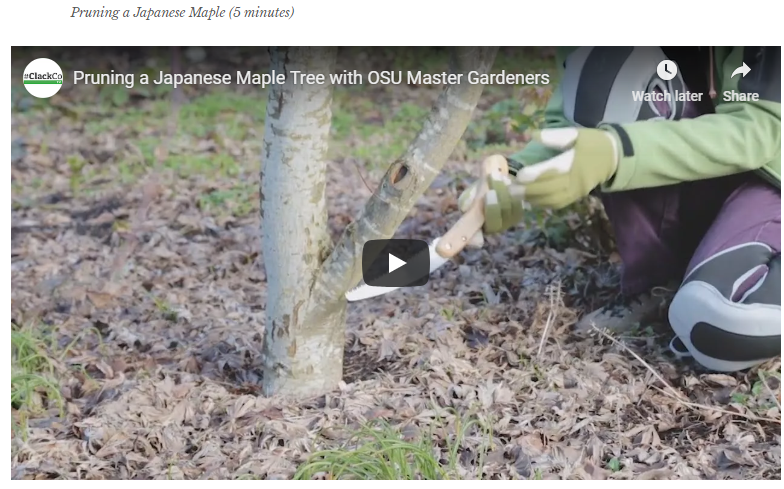 Pruning a Japanese Maple (5 minutes)
#ClackCo
Pruning a Japanese Maple Tree with OSU Master Gardeners
Watch later
Share